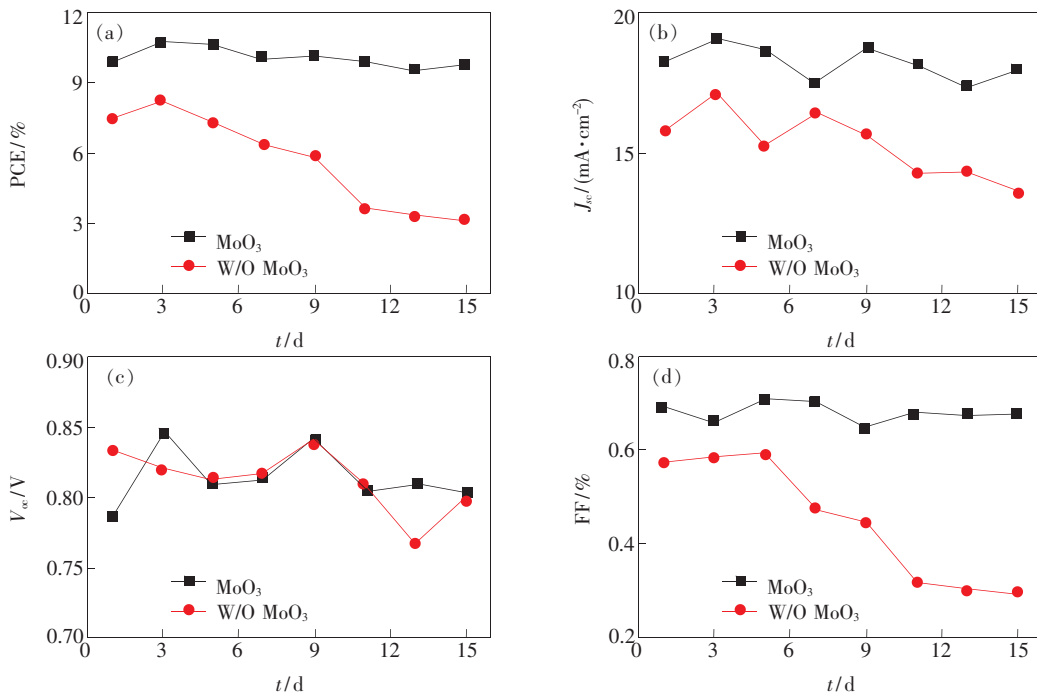 (a)
12
9
6
3
0
PCE/%
MoO₃
W/O MoO₃
0 3 6 9 12 15
t/d
(b)
20
15
10
Jsc/(mA·cm⁻²)
MoO₃
W/O MoO₃
0 3 6 9 12 15
t/d
(c)
0.90
0.85
0.80
0.75
0.70
Voc/V
MoO₃
W/O MoO₃
0 3 6 9 12 15
t/d
(d)
0.8
0.6
0.4
0.2
FF/%
MoO₃
W/O MoO₃
0 3 6 9 12 15
t/d